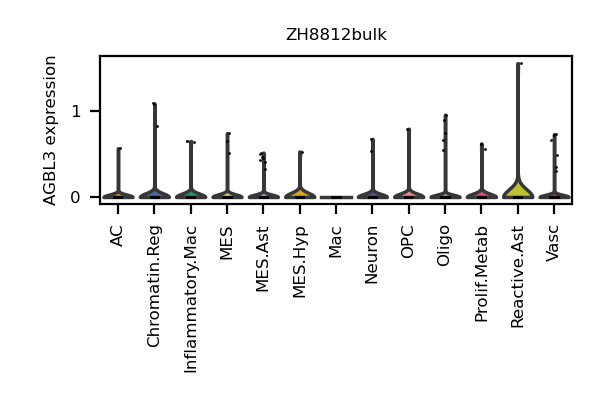 ZH8812bulk
AGBL3 expression
1
0
AC
Chromatin.Reg
Inflammatory.Mac
MES
MES.Ast
MES.Hyp
Mac
Neuron
OPC
Oligo
Prolif.Metab
Reactive.Ast
Vasc